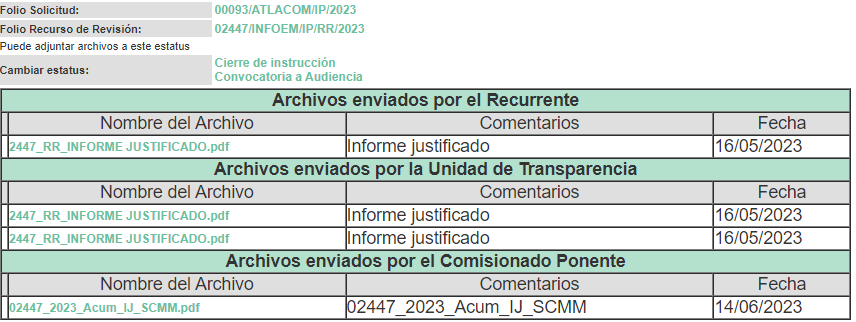 Folio Solicitud: 00093/ATLACOM/IP/2023
Folio Recurso de Revisión: 02447/INFOEM/IP/RR/2023
Puede adjuntar archivos a este estatus
Cambiar estatus: Cierre de instrucción
Convocatoria a Audiencia
Archivos enviados por el Recurrente
Nombre del Archivo Comentarios Fecha
2447_RR_INFORME JUSTIFICADO.pdf Informe justificado 16/05/2023
Archivos enviados por la Unidad de Transparencia
Nombre del Archivo Comentarios Fecha
2447_RR_INFORME JUSTIFICADO.pdf Informe justificado 16/05/2023
2447_RR_INFORME JUSTIFICADO.pdf Informe justificado 16/05/2023
Archivos enviados por el Comisionado Ponente
Nombre del Archivo Comentarios Fecha
02447_2023_Acum_IJ_SCMM.pdf 02447_2023_Acum_IJ_SCMM 14/06/2023